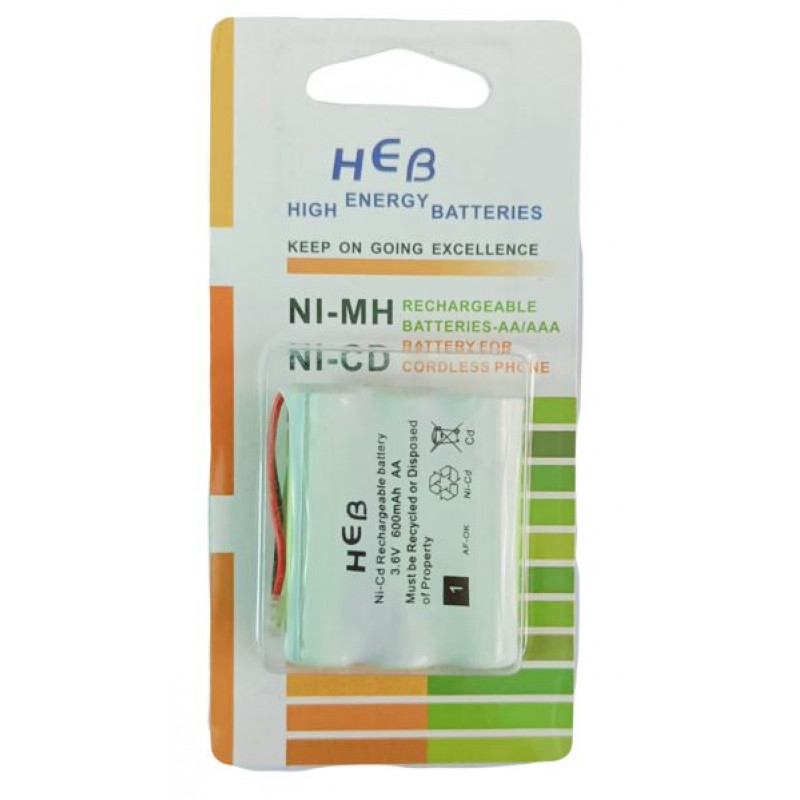 HEB
HIGH ENERGY BATTERIES
KEEP ON GOING EXCELLENCE
NI-MH RECHARGEABLE
BATTERIES-AA/AAA
NI-CD BATTERY FOR
CORDLESS PHONE
HEB
Ni-Cd Rechargeable battery
3.6V 600mAh AA
Must be Recycled or Disposed
of Property
Ni-Cd
Cd
AF-OK
1